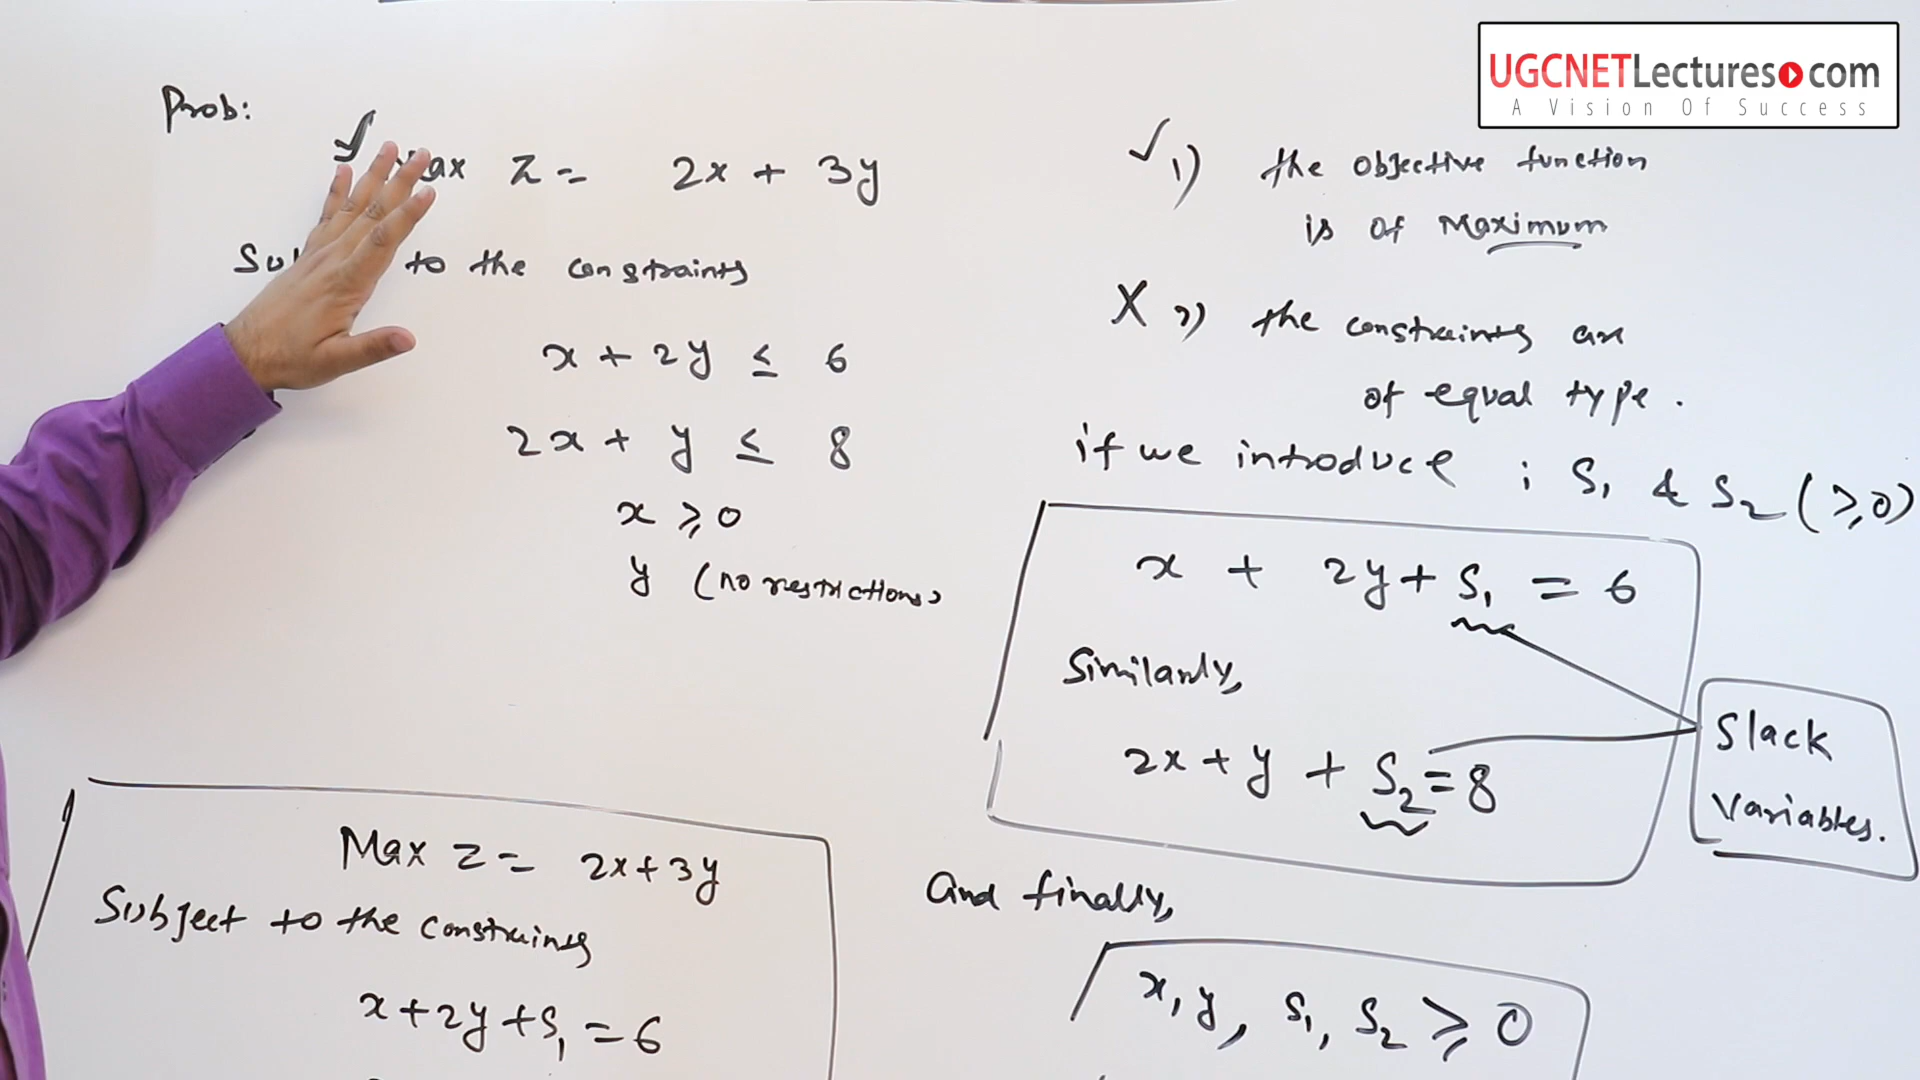 UGCNETLectures.com
A Vision Of Success
Prob:
Max Z = 2x + 3y
to the constraints
x + 2y ≤ 6
2x + y ≤ 8
x ≥ 0
y (no restrictions)
✓ 1) the objective function
is of Maximum
X 2) the constraints are
of equal type.
if we introduce ; S₁ & S₂ (≥0)
x + 2y + S₁ = 6
Similarly,
2x + y + S₂ = 8
Slack
Variables.
And finally,
x, y, S₁, S₂ ≥ 0
Max Z = 2x + 3y
Subject to the constraints
x + 2y + S₁ = 6